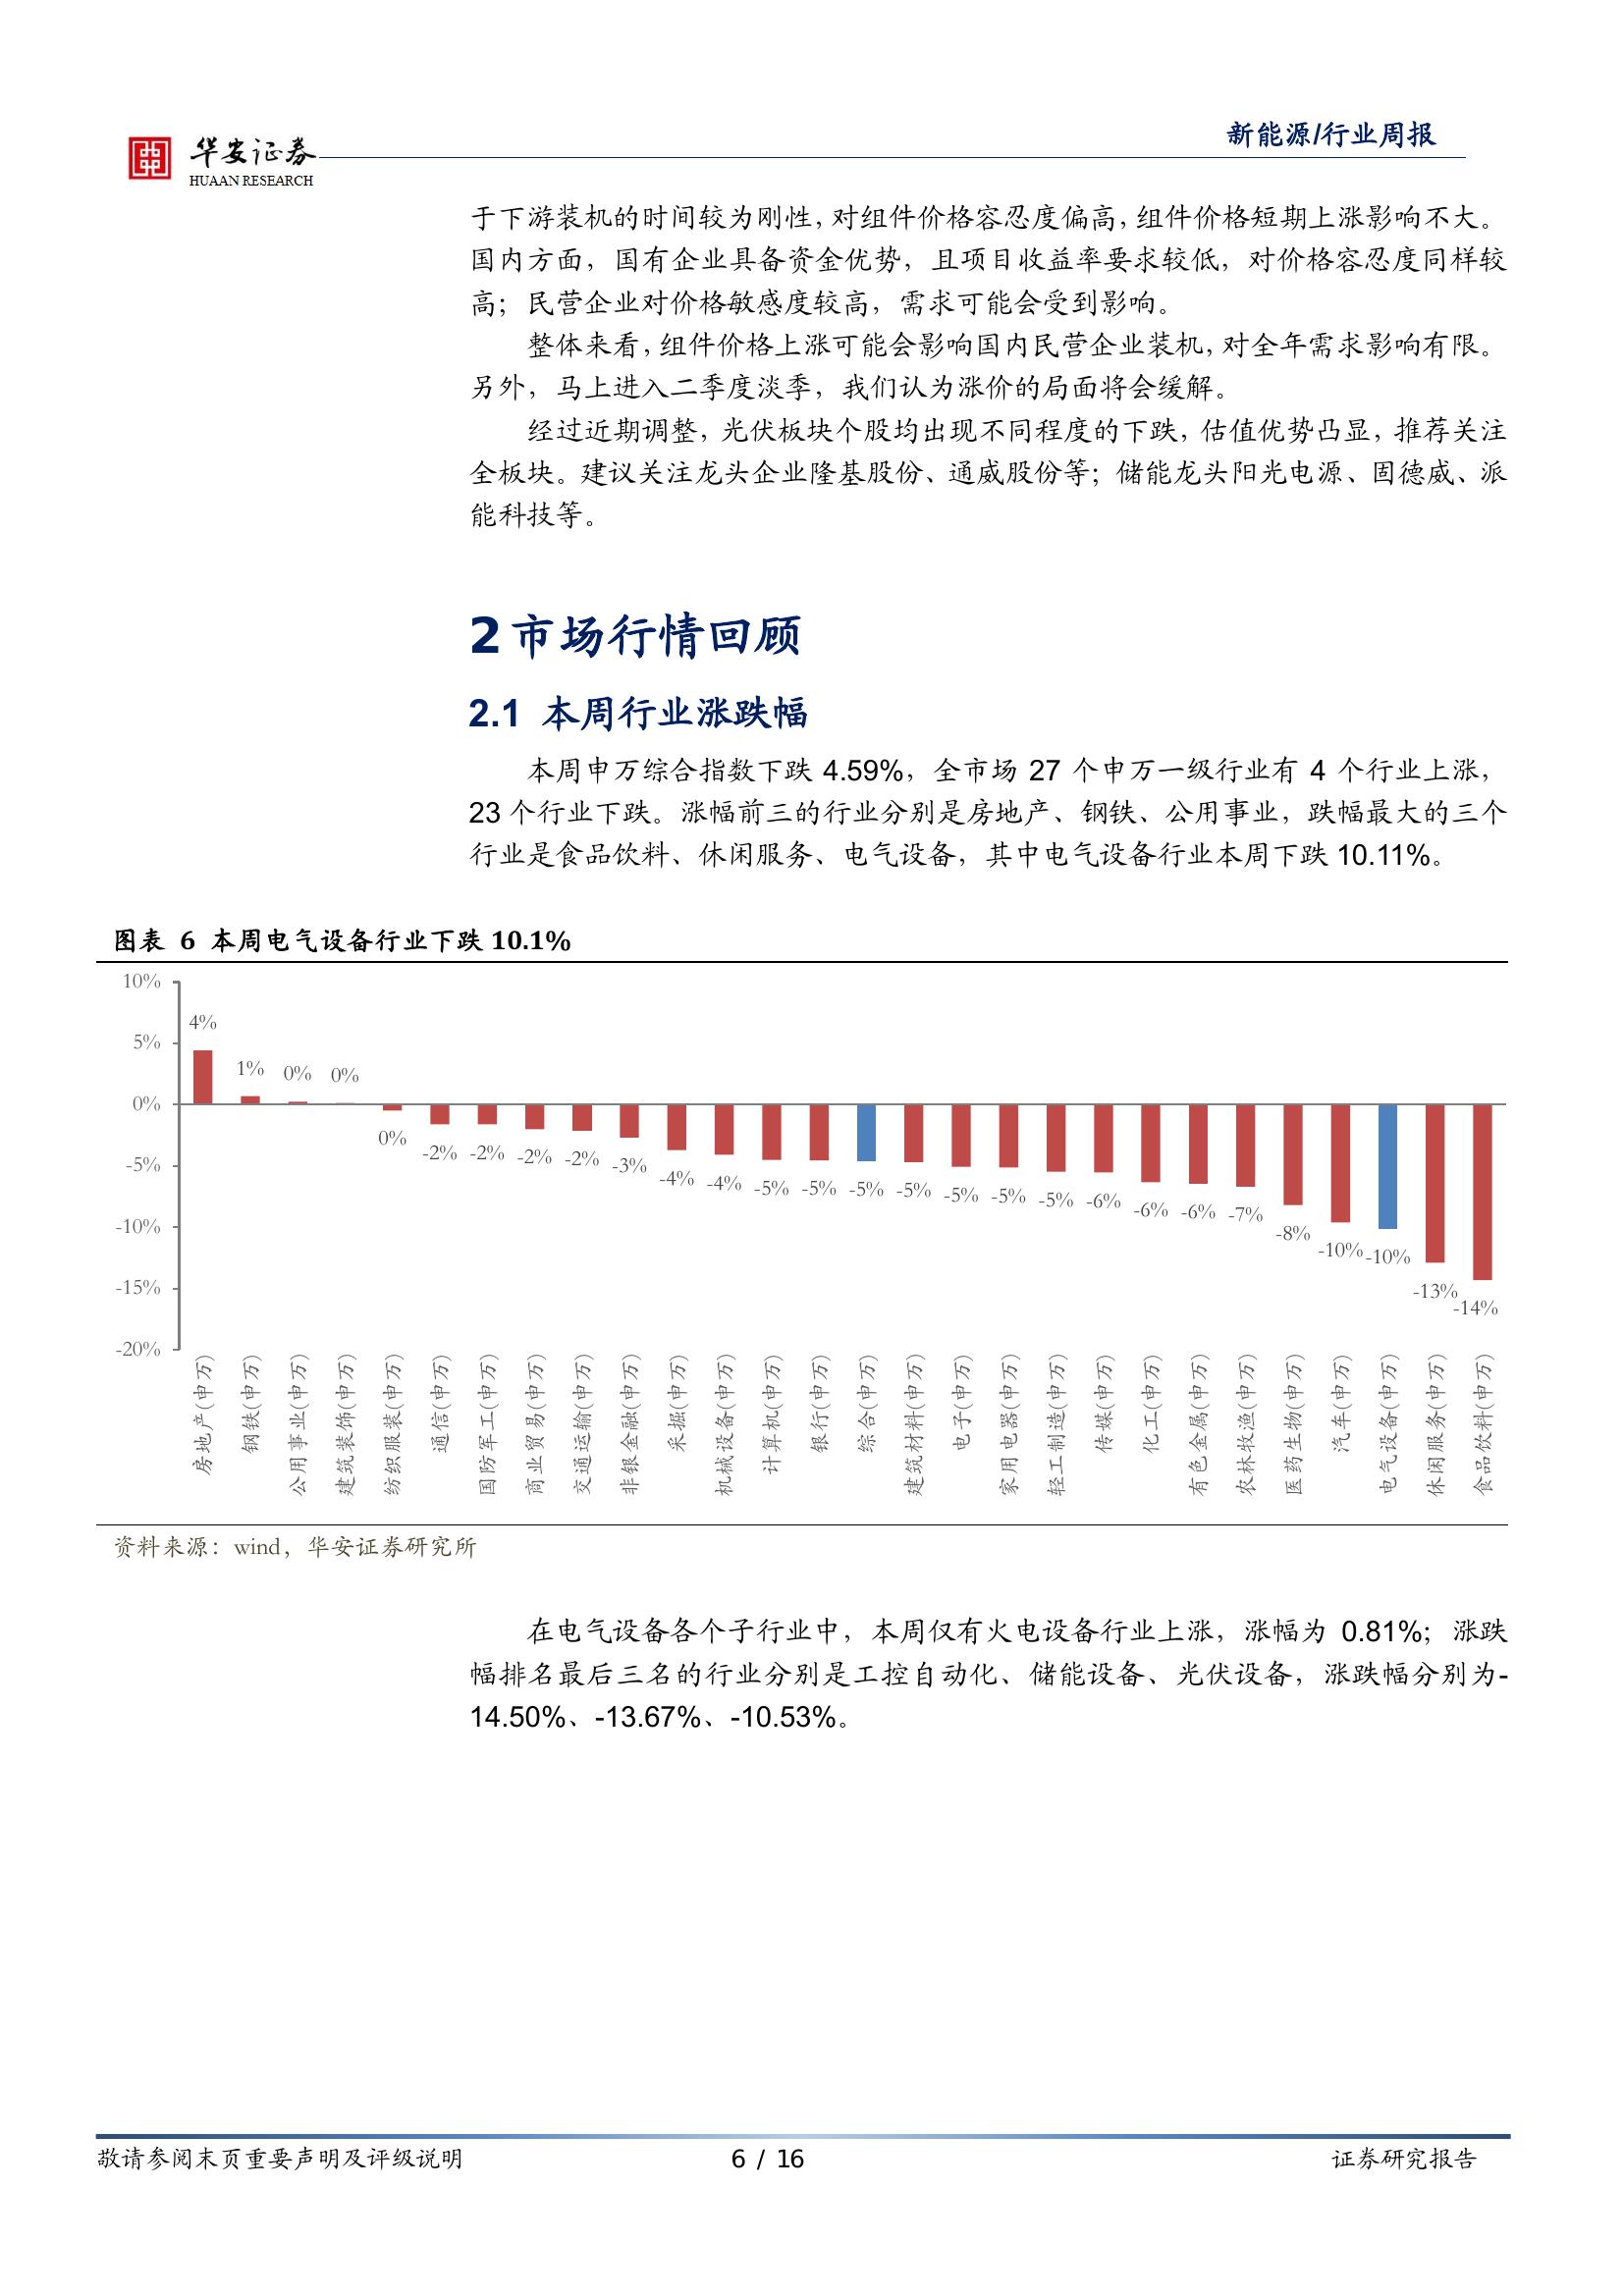 华安证券
HUAAN RESEARCH
新能源/行业周报
于下游装机的时间较为刚性，对组件价格容忍度偏高，组件价格短期上涨影响不大。
国内方面，国有企业具备资金优势，且项目收益率要求较低，对价格容忍度同样较
高；民营企业对价格敏感度较高，需求可能会受到影响。
整体来看，组件价格上涨可能会影响国内民营企业装机，对全年需求影响有限。
另外，马上进入二季度淡季，我们认为涨价的局面将会缓解。
经过近期调整，光伏板块个股均出现不同程度的下跌，估值优势凸显，推荐关注
全板块。建议关注龙头企业隆基股份、通威股份等；储能龙头阳光电源、固德威、派
能科技等。
2 市场行情回顾
2.1 本周行业涨跌幅
本周申万综合指数下跌 4.59%，全市场 27 个申万一级行业有 4 个行业上涨，
23 个行业下跌。涨幅前三的行业分别是房地产、钢铁、公用事业，跌幅最大的三个
行业是食品饮料、休闲服务、电气设备，其中电气设备行业本周下跌 10.11%。
图表 6 本周电气设备行业下跌 10.1%
10%
5%
0%
-5%
-10%
-15%
-20%
4%
1%
0%
0%
0%
-2%
-2%
-2%
-2%
-3%
-4%
-4%
-5%
-5%
-5%
-5%
-5%
-5%
-5%
-6%
-6%
-6%
-7%
-8%
-10%
-10%
-13%
-14%
房地产(申万)
钢铁(申万)
公用事业(申万)
建筑装饰(申万)
纺织服装(申万)
通信(申万)
国防军工(申万)
商业贸易(申万)
交通运输(申万)
非银金融(申万)
采掘(申万)
机械设备(申万)
计算机(申万)
银行(申万)
综合(申万)
建筑材料(申万)
电子(申万)
家用电器(申万)
轻工制造(申万)
传媒(申万)
化工(申万)
有色金属(申万)
农林牧渔(申万)
医药生物(申万)
汽车(申万)
电气设备(申万)
休闲服务(申万)
食品饮料(申万)
资料来源：wind，华安证券研究所
在电气设备各个子行业中，本周仅有火电设备行业上涨，涨幅为 0.81%；涨跌
幅排名最后三名的行业分别是工控自动化、储能设备、光伏设备，涨跌幅分别为-
14.50%、-13.67%、-10.53%。
敬请参阅末页重要声明及评级说明
6 / 16
证券研究报告